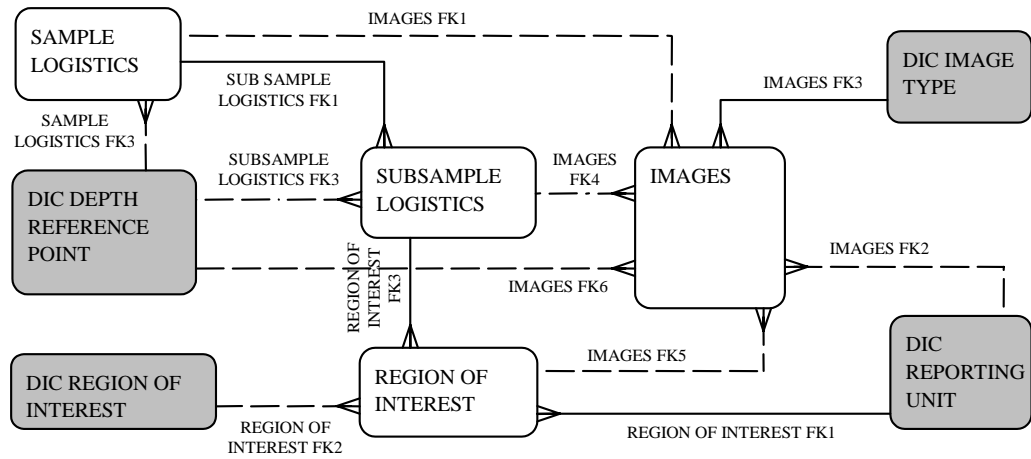 IMAGES FK1
SAMPLE
LOGISTICS
DIC IMAGE
TYPE
SUB SAMPLE
LOGISTICS FK1
IMAGES FK3
SAMPLE
LOGISTICS FK3
SUBSAMPLE
LOGISTICS FK3
SUBSAMPLE
LOGISTICS
IMAGES
FK4
IMAGES
DIC DEPTH
REFERENCE
POINT
REGION OF
INTEREST
FK3
IMAGES FK2
IMAGES FK6
IMAGES FK5
DIC
REPORTING
UNIT
DIC REGION OF
INTEREST
REGION OF
INTEREST
REGION OF
INTEREST FK2
REGION OF INTEREST FK1